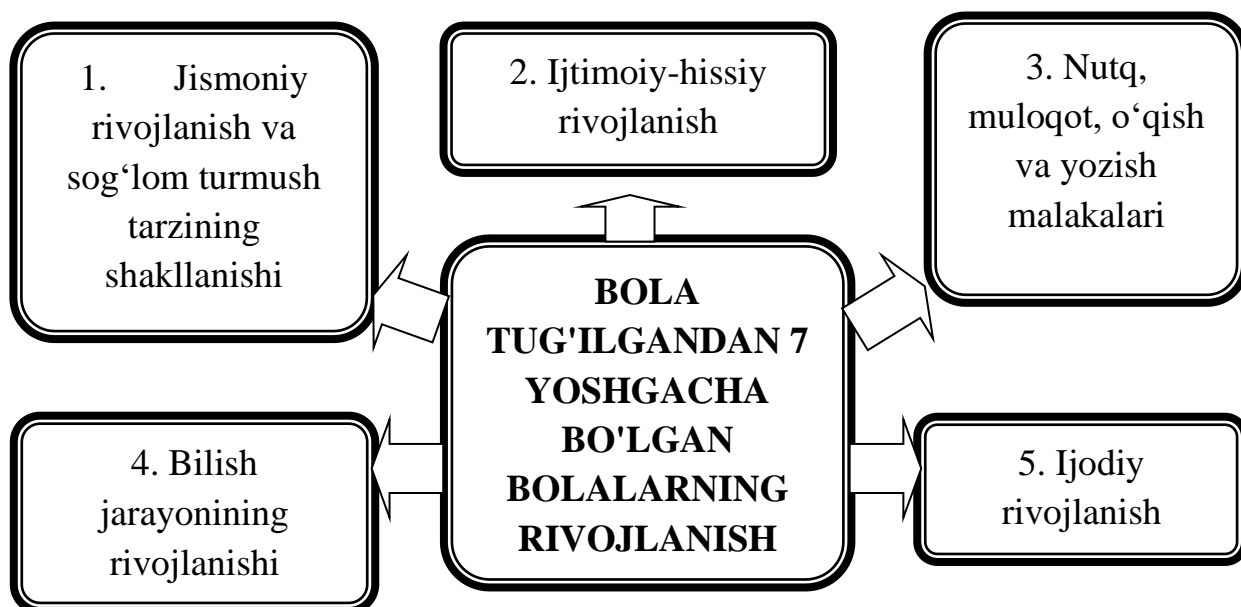 1. Jismoniy
rivojlanish va
sog‘lom turmush
tarzining
shakllanishi
2. Ijtimoiy-hissiy
rivojlanish
3. Nutq,
muloqot, o‘qish
va yozish
malakalari
BOLA
TUG'ILGANDAN 7
YOSHGACHA
BO'LGAN
BOLALARNING
RIVOJLANISH
4. Bilish
jarayonining
rivojlanishi
5. Ijodiy
rivojlanish